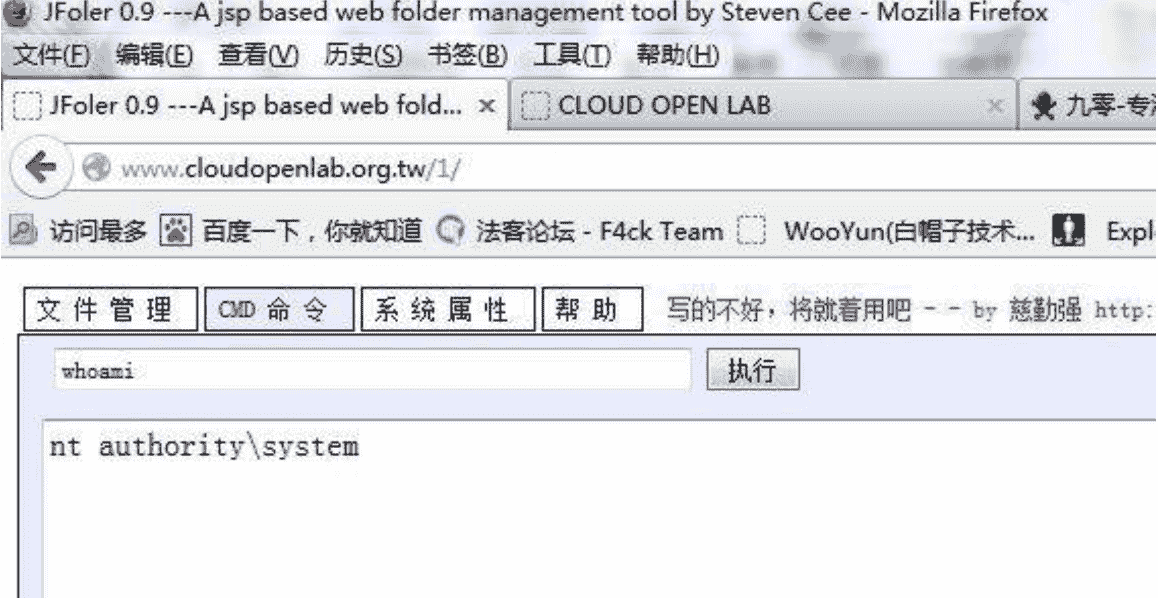 JFoler 0.9 ---A jsp based web folder management tool by Steven Cee - Mozilla Firefox
文件(F) 编辑(E) 查看(V) 历史(S) 书签(B) 工具(T) 帮助(H)
JFoler 0.9 ---A jsp based web fold... × CLOUD OPEN LAB × 九零-专
www.cloudopenlab.org.tw/1/
访问最多 百度一下，你就知道 法客论坛 - F4ck Team WooYun(白帽子技术... Expl
文件管理 CMD命令 系统属性 帮助 写的不好，将就着用吧 - - by 慈勤强 http:
whoami 执行
nt authority\system